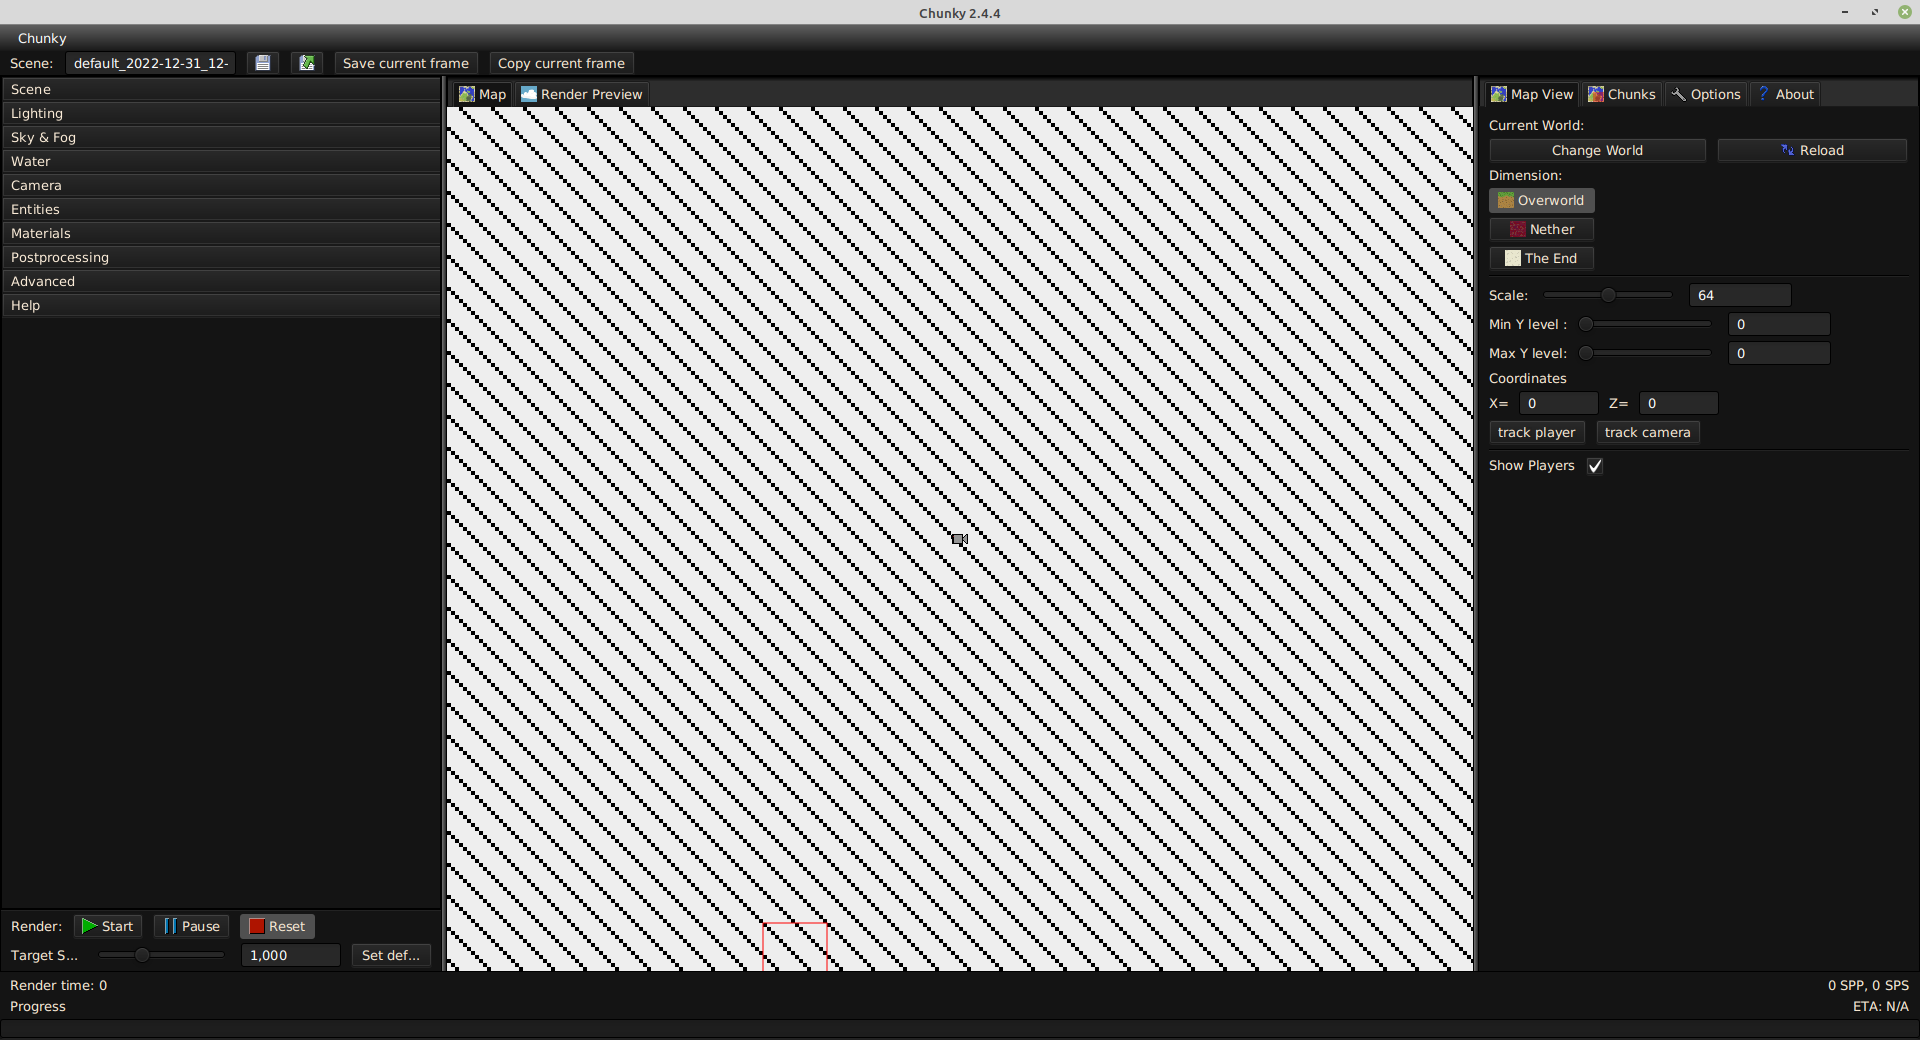 Chunky 2.4.4
Chunky
Scene: default_2022-12-31_12- Save current frame Copy current frame
Scene
Lighting
Sky & Fog
Water
Camera
Entities
Materials
Postprocessing
Advanced
Help
Map Render Preview
Map View Chunks Options ? About
Current World:
Change World Reload
Dimension:
Overworld
Nether
The End
Scale: 64
Min Y level : 0
Max Y level: 0
Coordinates
X= 0 Z= 0
track player track camera
Show Players
Render: Start Pause Reset
Target S... 1,000 Set def...
Render time: 0
Progress
0 SPP, 0 SPS
ETA: N/A